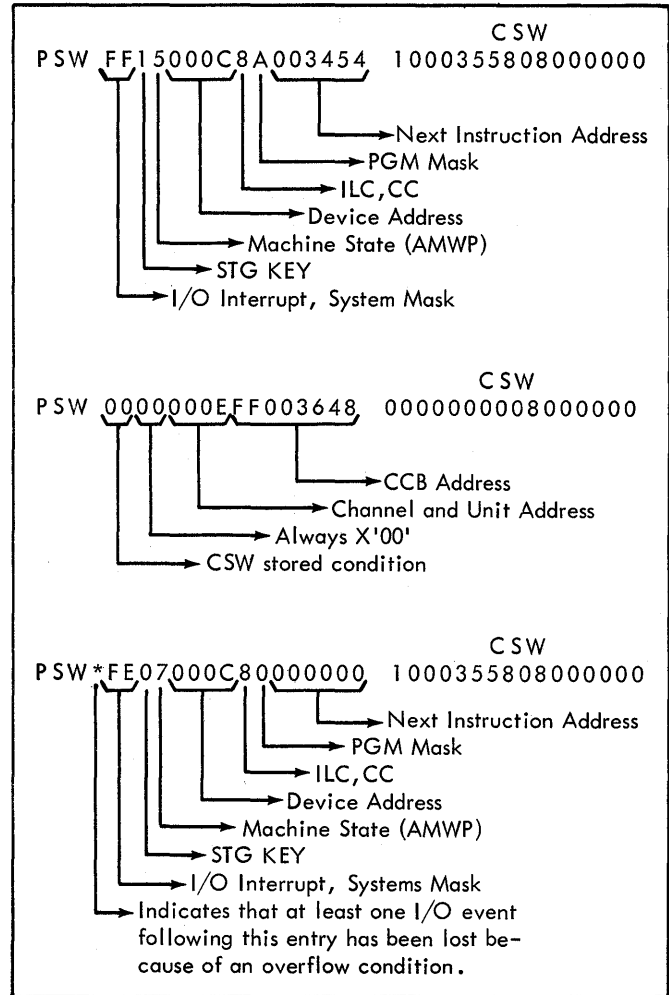 CSW
PSW FF15000C8A003454 1000355808000000
Next Instruction Address
PGM Mask
ILC,CC
Device Address
Machine State (AMWP)
STG KEY
I/O Interrupt, System Mask
CSW
PSW 0000000EFF003648 0000000008000000
CCB Address
Channel and Unit Address
Always X'00'
CSW stored condition
CSW
PSW*FE07000C80000000 1000355808000000
Next Instruction Address
PGM Mask
ILC,CC
Device Address
Machine State (AMWP)
STG KEY
I/O Interrupt, Systems Mask
Indicates that at least one I/O event
following this entry has been lost be-
cause of an overflow condition.